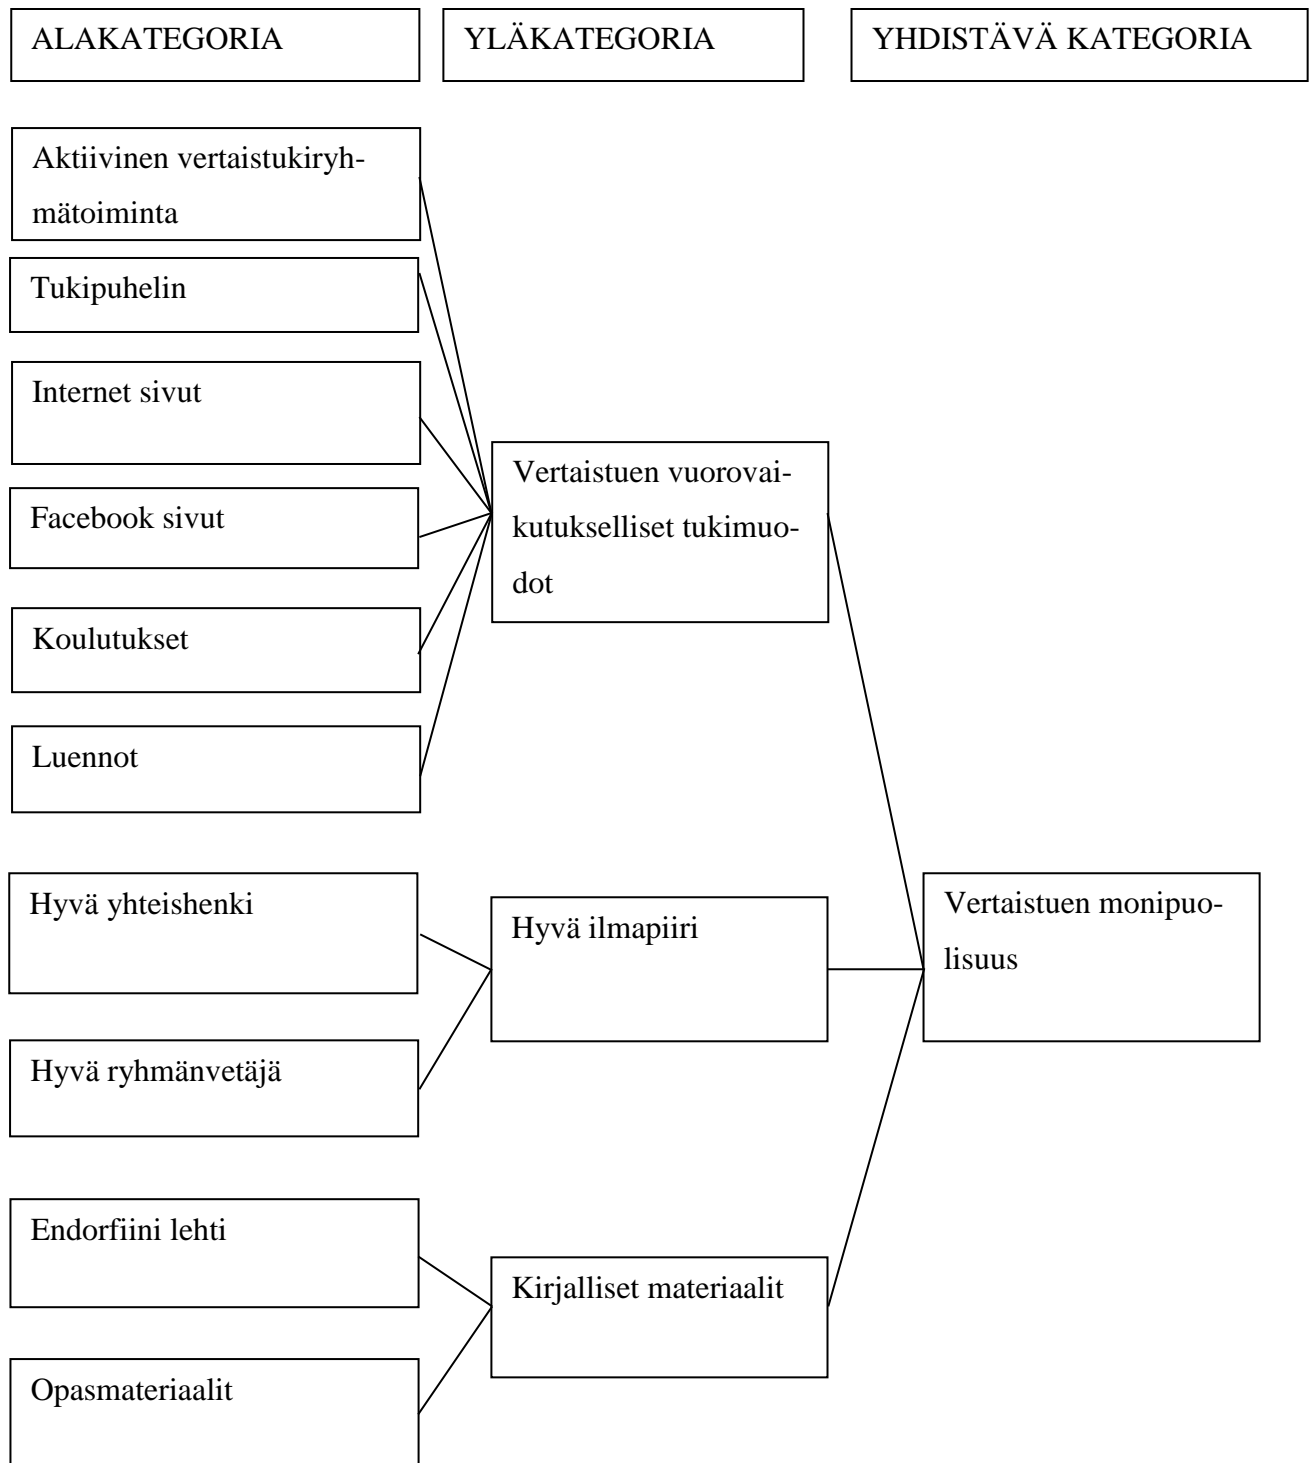 ALAKATEGORIA
YLÄKATEGORIA
YHDISTÄVÄ KATEGORIA
Aktiivinen vertaistukiryh-
mätoiminta
Tukipuhelin
Internet sivut
Facebook sivut
Koulutukset
Luennot
Vertaistuen vuorovai-
kutukselliset tukimuo-
dot
Hyvä yhteishenki
Hyvä ryhmänvetäjä
Hyvä ilmapiiri
Vertaistuen monipuo-
lisuus
Endorfiini lehti
Opasmateriaalit
Kirjalliset materiaalit